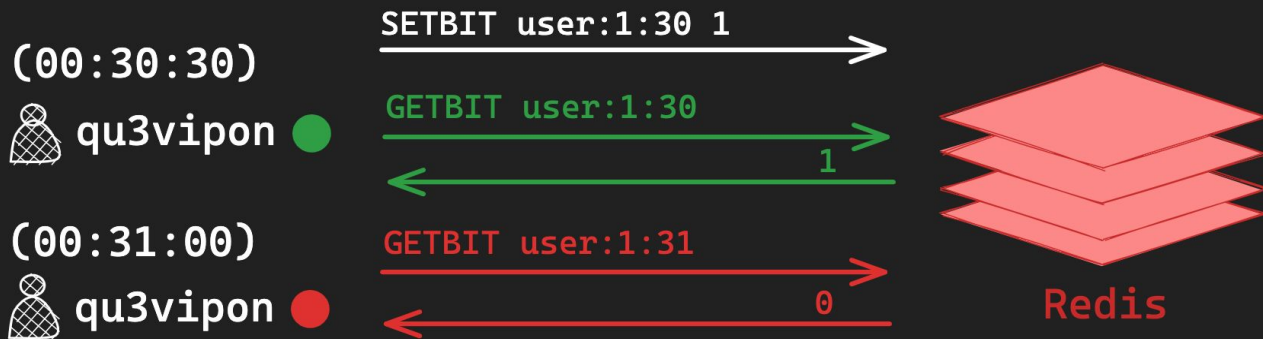 SETBIT user:1:30 1
(00:30:30)
qu3vipon
GETBIT user:1:30
1
(00:31:00)
qu3vipon
GETBIT user:1:31
0
Redis